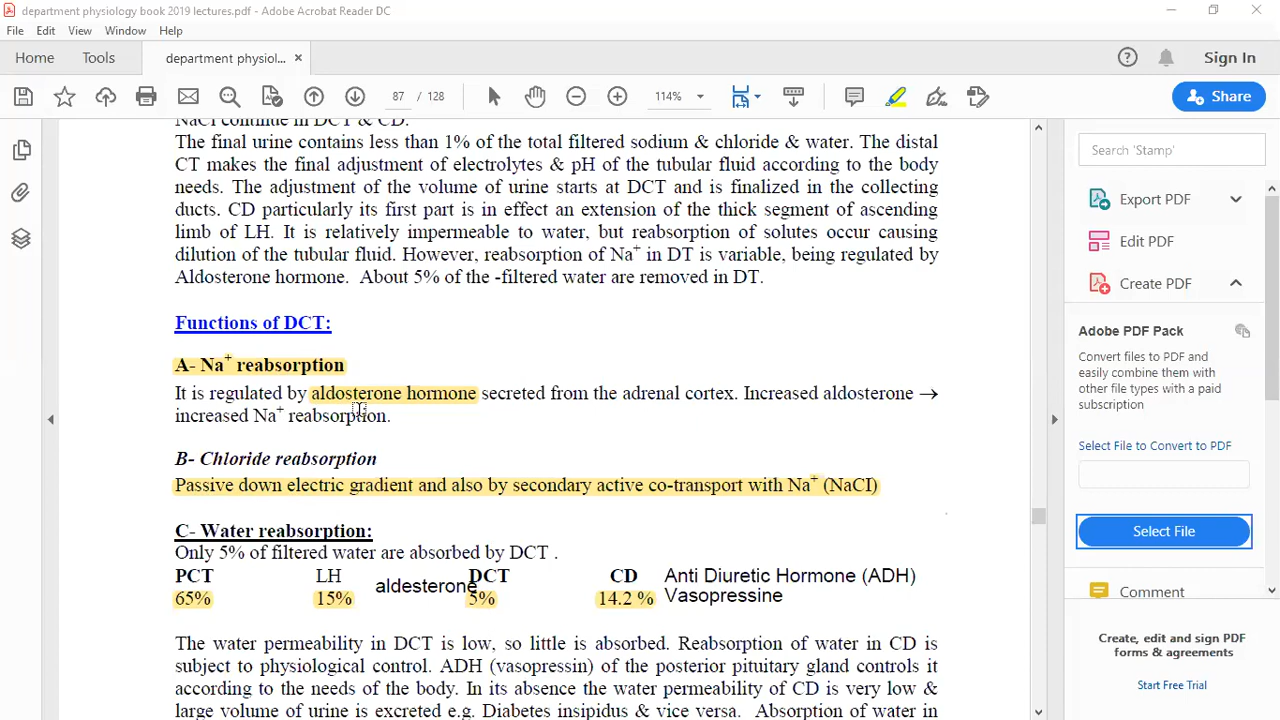 department physiology book 2019 lectures.pdf - Adobe Acrobat Reader DC
File Edit View Window Help
Home Tools department physiol... × Sign In
87 / 128 114% Share
NaCl continue in DCT & CD.
The final urine contains less than 1% of the total filtered sodium & chloride & water. The distal
CT makes the final adjustment of electrolytes & pH of the tubular fluid according to the body
needs. The adjustment of the volume of urine starts at DCT and is finalized in the collecting
ducts. CD particularly its first part is in effect an extension of the thick segment of ascending
limb of LH. It is relatively impermeable to water, but reabsorption of solutes occur causing
dilution of the tubular fluid. However, reabsorption of Na⁺ in DT is variable, being regulated by
Aldosterone hormone. About 5% of the -filtered water are removed in DT.
Functions of DCT:
A- Na⁺ reabsorption
It is regulated by aldosterone hormone secreted from the adrenal cortex. Increased aldosterone →
increased Na⁺ reabsorption.
B- Chloride reabsorption
Passive down electric gradient and also by secondary active co-transport with Na⁺ (NaCI)
C- Water reabsorption:
Only 5% of filtered water are absorbed by DCT .
PCT LH aldesterone DCT CD Anti Diuretic Hormone (ADH)
65% 15% 5% 14.2 % Vasopressine
The water permeability in DCT is low, so little is absorbed. Reabsorption of water in CD is
subject to physiological control. ADH (vasopressin) of the posterior pituitary gland controls it
according to the needs of the body. In its absence the water permeability of CD is very low &
large volume of urine is excreted e.g. Diabetes insipidus & vice versa. Absorption of water in
Search 'Stamp'
Export PDF
Edit PDF
Create PDF
Adobe PDF Pack
Convert files to PDF and
easily combine them with
other file types with a paid
subscription
Select File to Convert to PDF
Select File
Comment
Create, edit and sign PDF
forms & agreements
Start Free Trial